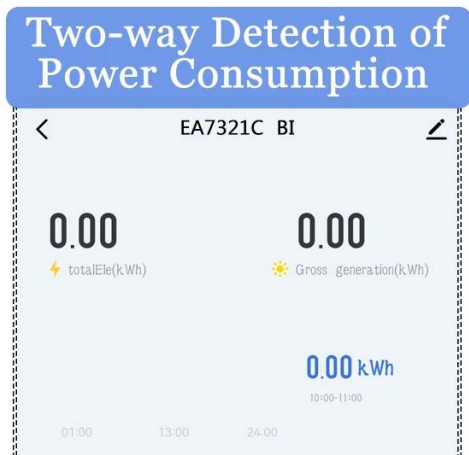 Two-way Detection of
Power Consumption
EA7321C BI
0.00 0.00
totalEle(kWh) Gross generation(kWh)
0.00 kWh
10:00-11:00
01:00 13:00 24:00